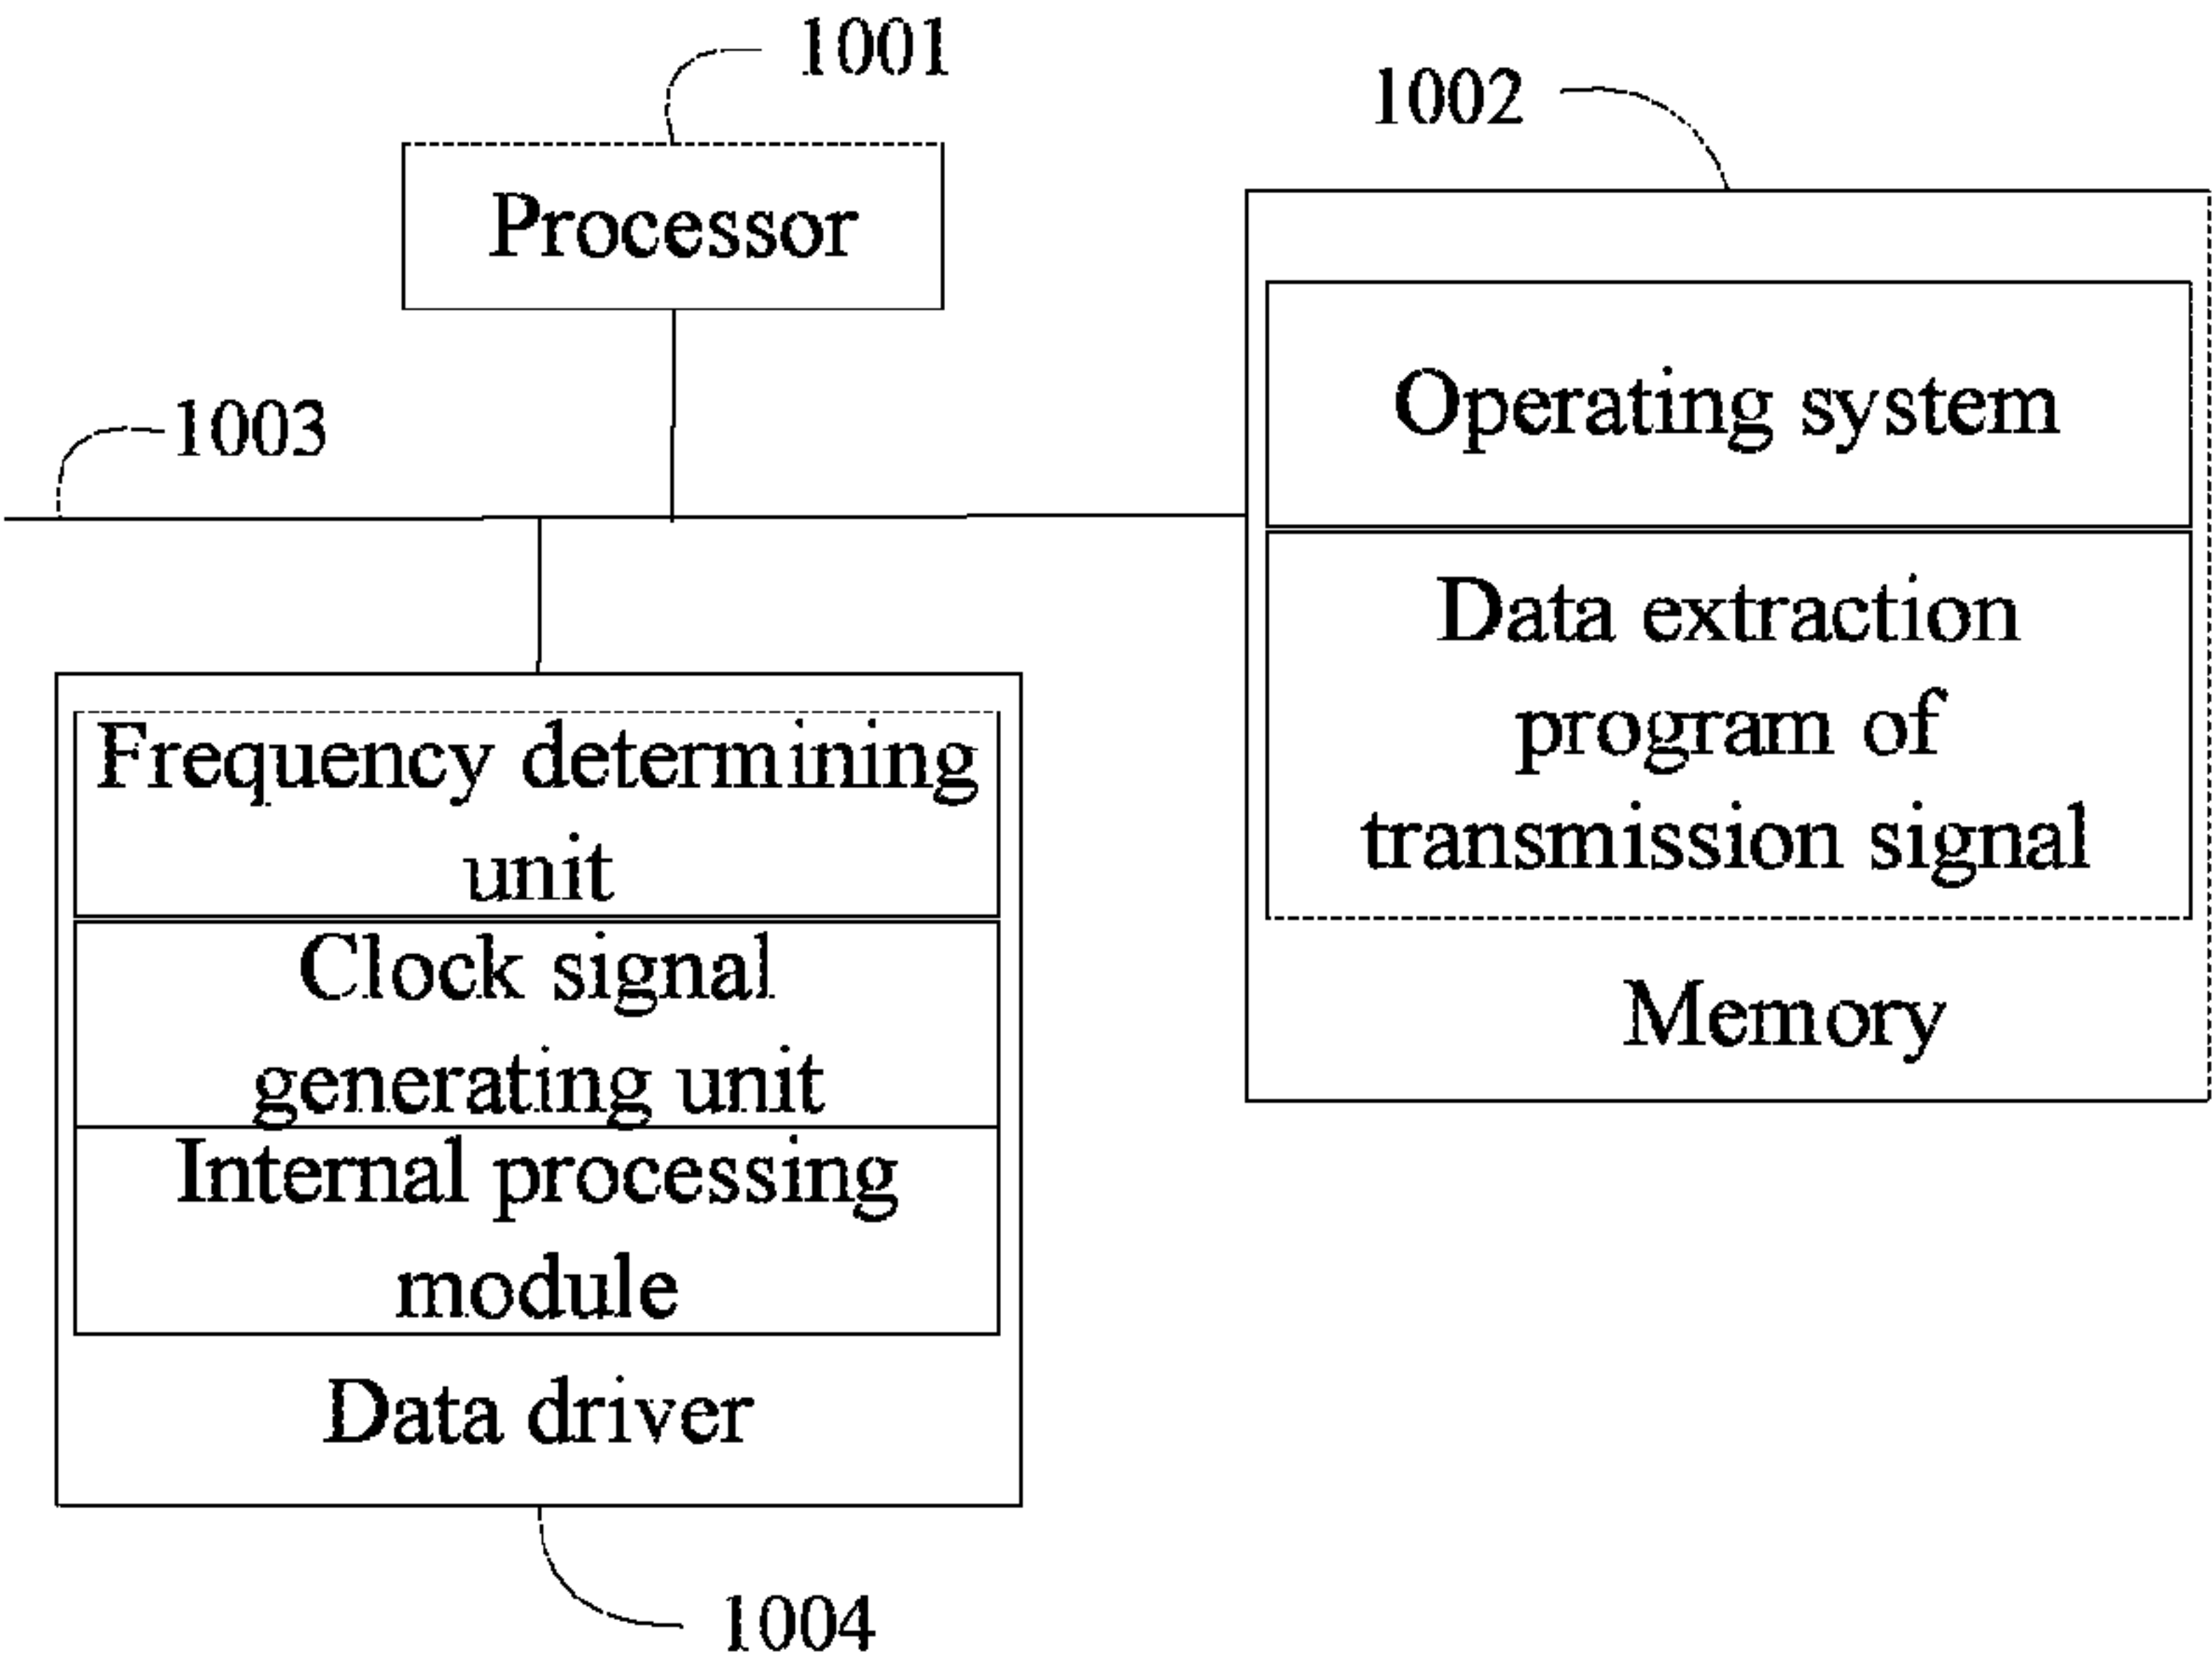 1001
1002
Processor
Operating system
1003
Data extraction
program of
transmission signal
Memory
Frequency determining
unit
Clock signal
generating unit
Internal processing
module
Data driver
1004